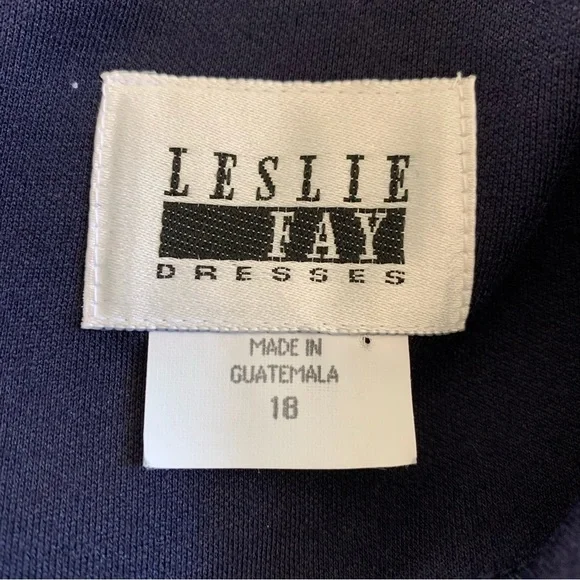 LESLIE
FAY
DRESSES
MADE IN
GUATEMALA
18